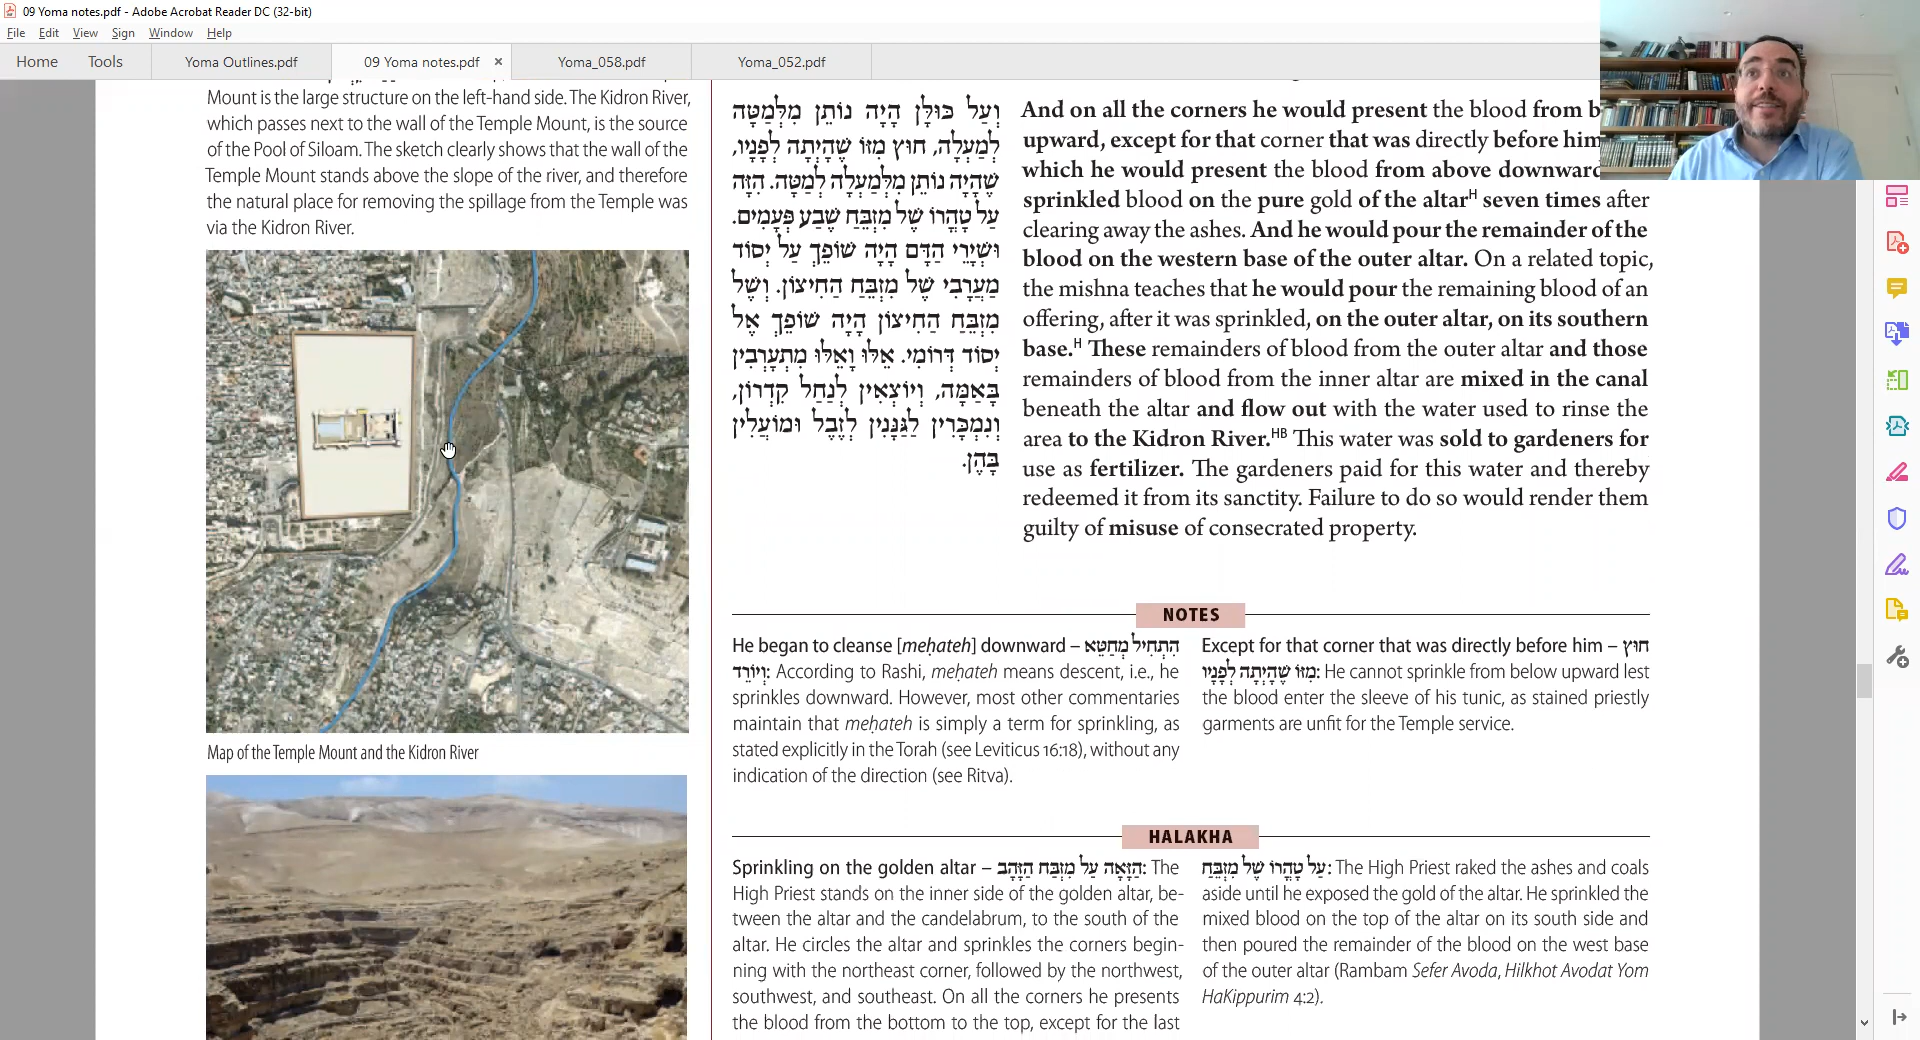 09 Yoma notes.pdf - Adobe Acrobat Reader DC (32-bit)
File Edit View Sign Window Help
Home Tools Yoma Outlines.pdf 09 Yoma notes.pdf × Yoma_058.pdf Yoma_052.pdf
Mount is the large structure on the left-hand side. The Kidron River,
which passes next to the wall of the Temple Mount, is the source
of the Pool of Siloam. The sketch clearly shows that the wall of the
Temple Mount stands above the slope of the river, and therefore
the natural place for removing the spillage from the Temple was
via the Kidron River.
Map of the Temple Mount and the Kidron River
וְעַל כּוּלָּן הָיָה נוֹתֵן מִלְּמַטָּה
לְמַעְלָה, חוּץ מִזּוֹ שֶׁהָיְתָה לְפָנָיו,
שֶׁהָיָה נוֹתֵן מִלְּמַעְלָה לְמַטָּה. הִזָּה
עַל טׇהֳרוֹ שֶׁל מִזְבֵּחַ שֶׁבַע פְּעָמִים.
וּשְׁיָרֵי הַדָּם הָיָה שׁוֹפֵךְ עַל יְסוֹד
מַעֲרָבִי שֶׁל מִזְבֵּחַ הַחִיצוֹן. וְשֶׁל
מִזְבֵּחַ הַחִיצוֹן הָיָה שׁוֹפֵךְ אֶל
יְסוֹד דְּרוֹמִי. אֵלּוּ וָאֵלּוּ מִתְעָרְבִין
בָּאַמָּה, וְיוֹצְאִין לְנַחַל קִדְרוֹן,
וְנִמְכָּרִין לַגַּנָּנִין לְזֶבֶל וּמוֹעֲלִין
בָּהֶן.
And on all the corners he would present the blood from b
upward, except for that corner that was directly before him
which he would present the blood from above downward
sprinkled blood on the pure gold of the altarH seven times after
clearing away the ashes. And he would pour the remainder of the
blood on the western base of the outer altar. On a related topic,
the mishna teaches that he would pour the remaining blood of an
offering, after it was sprinkled, on the outer altar, on its southern
base.H These remainders of blood from the outer altar and those
remainders of blood from the inner altar are mixed in the canal
beneath the altar and flow out with the water used to rinse the
area to the Kidron River.HB This water was sold to gardeners for
use as fertilizer. The gardeners paid for this water and thereby
redeemed it from its sanctity. Failure to do so would render them
guilty of misuse of consecrated property.
NOTES
He began to cleanse [meḥateh] downward – הִתְחִיל מְחַטֵּא
וְיוֹרֵד: According to Rashi, meḥateh means descent, i.e., he
sprinkles downward. However, most other commentaries
maintain that meḥateh is simply a term for sprinkling, as
stated explicitly in the Torah (see Leviticus 16:18), without any
indication of the direction (see Ritva).
Except for that corner that was directly before him – חוּץ
מִזּוֹ שֶׁהָיְתָה לְפָנָיו: He cannot sprinkle from below upward lest
the blood enter the sleeve of his tunic, as stained priestly
garments are unfit for the Temple service.
HALAKHA
Sprinkling on the golden altar – הַזָּאָה עַל מִזְבַּח הַזָּהָב: The
High Priest stands on the inner side of the golden altar, be-
tween the altar and the candelabrum, to the south of the
altar. He circles the altar and sprinkles the corners begin-
ning with the northeast corner, followed by the northwest,
southwest, and southeast. On all the corners he presents
the blood from the bottom to the top, except for the last
עַל טׇהֳרוֹ שֶׁל מִזְבֵּחַ: The High Priest raked the ashes and coals
aside until he exposed the gold of the altar. He sprinkled the
mixed blood on the top of the altar on its south side and
then poured the remainder of the blood on the west base
of the outer altar (Rambam Sefer Avoda, Hilkhot Avodat Yom
HaKippurim 4:2).